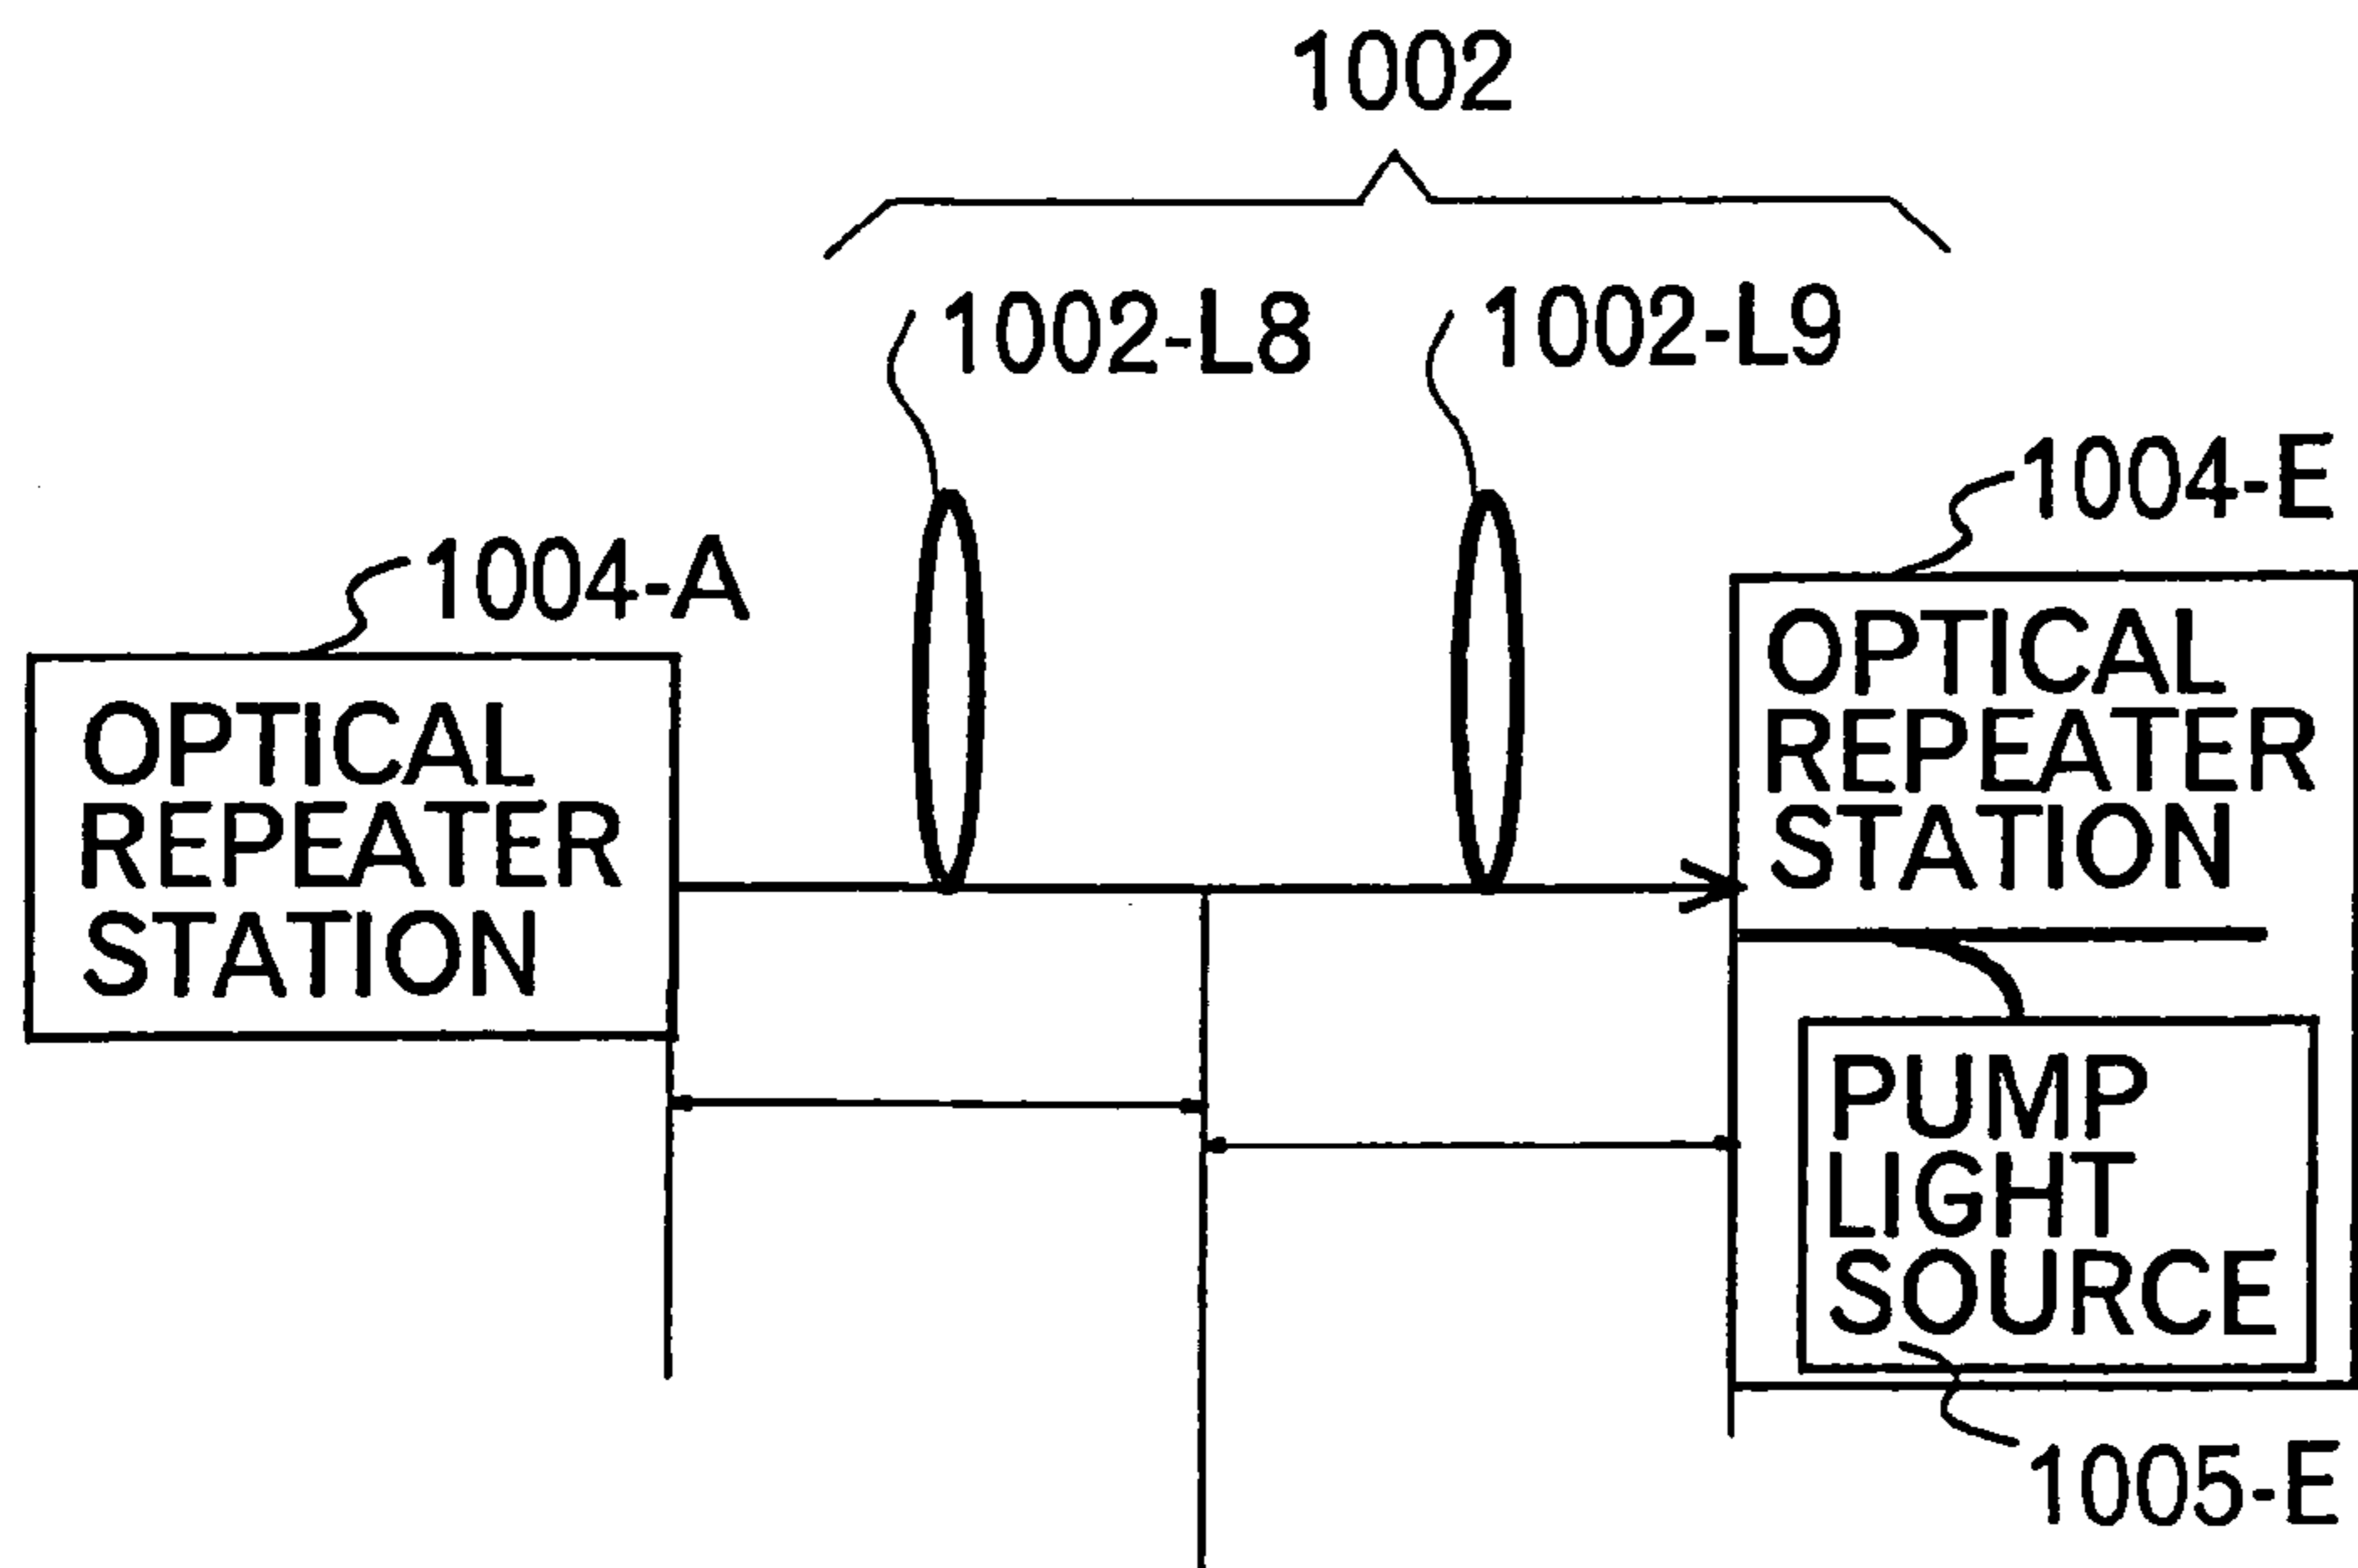 1002
1002-L8
1002-L9
1004-E
1004-A
OPTICAL
REPEATER
STATION
OPTICAL
REPEATER
STATION
PUMP
LIGHT
SOURCE
1005-E